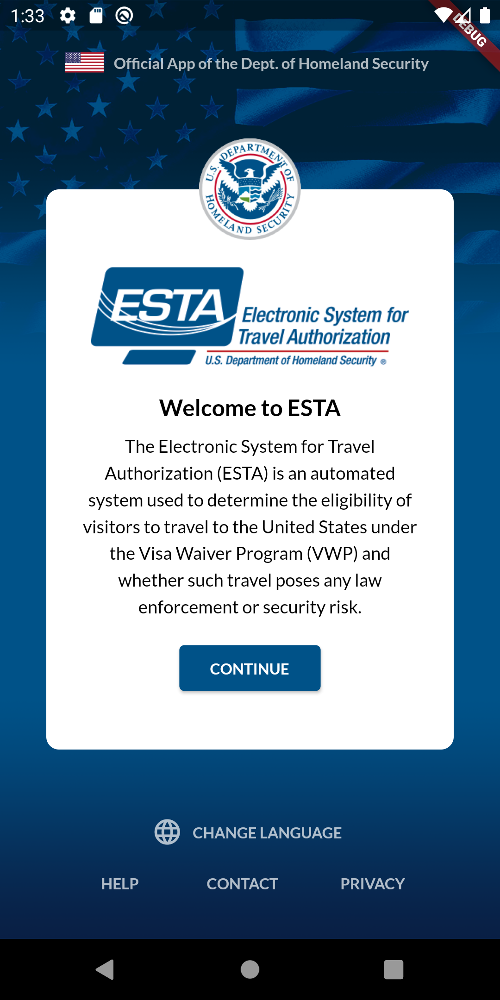 1:33
DEBUG
Official App of the Dept. of Homeland Security
U.S. DEPARTMENT OF
HOMELAND SECURITY
ESTA
Electronic System for
Travel Authorization
U.S. Department of Homeland Security ®
Welcome to ESTA
The Electronic System for Travel
Authorization (ESTA) is an automated
system used to determine the eligibility of
visitors to travel to the United States under
the Visa Waiver Program (VWP) and
whether such travel poses any law
enforcement or security risk.
CONTINUE
CHANGE LANGUAGE
HELP CONTACT PRIVACY